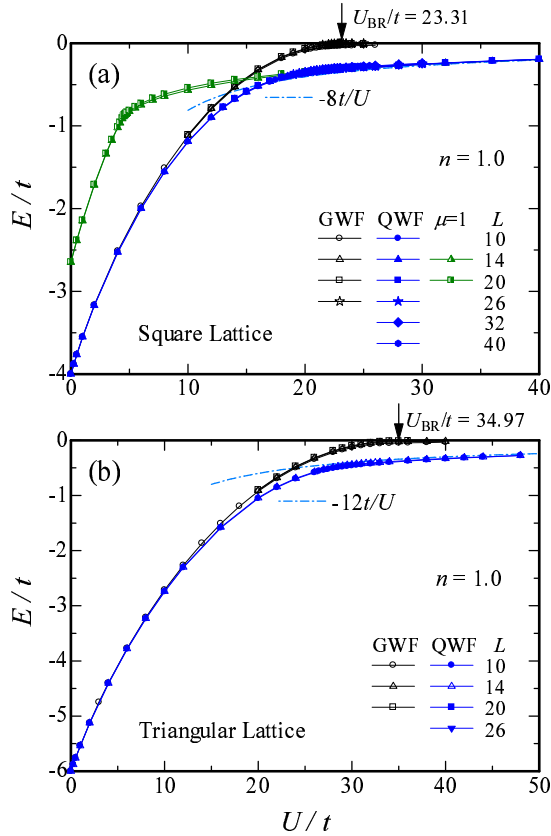 U_BR/t = 23.31
0
(a)
-8t/U
-1
n = 1.0
E / t
-2
GWF QWF μ=1 L
10
14
-3
20
26
Square Lattice
32
40
-4
0 10 20 30 40
U_BR/t = 34.97
0
(b)
-1
-12t/U
-2
n = 1.0
E / t
-3
GWF QWF L
-4
10
14
-5
20
Triangular Lattice
26
-6
0 10 20 30 40 50
U / t